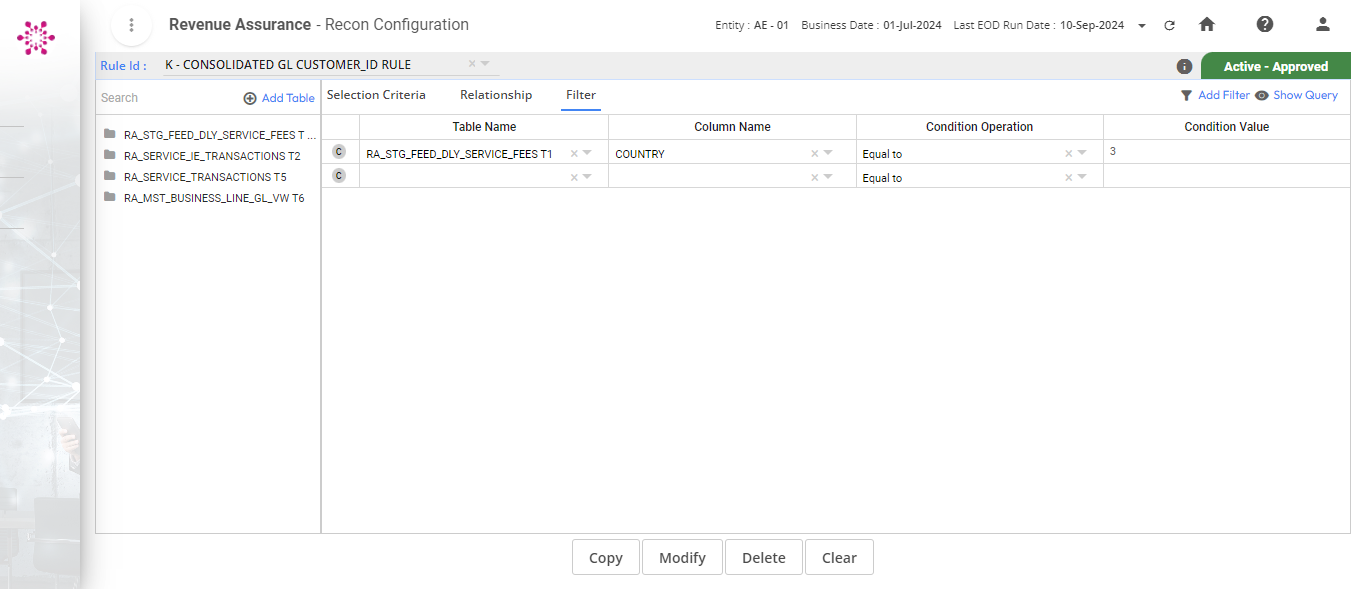 Revenue Assurance - Recon Configuration
Entity : AE - 01 Business Date : 01-Jul-2024 Last EOD Run Date : 10-Sep-2024
Rule Id : K - CONSOLIDATED GL CUSTOMER_ID RULE
Active - Approved
Search Add Table
Selection Criteria Relationship Filter
Add Filter Show Query
RA_STG_FEED_DLY_SERVICE_FEES T ...
RA_SERVICE_IE_TRANSACTIONS T2
RA_SERVICE_TRANSACTIONS T5
RA_MST_BUSINESS_LINE_GL_VW T6
Table Name Column Name Condition Operation Condition Value
C RA_STG_FEED_DLY_SERVICE_FEES T1 COUNTRY Equal to 3
C Equal to
Copy Modify Delete Clear